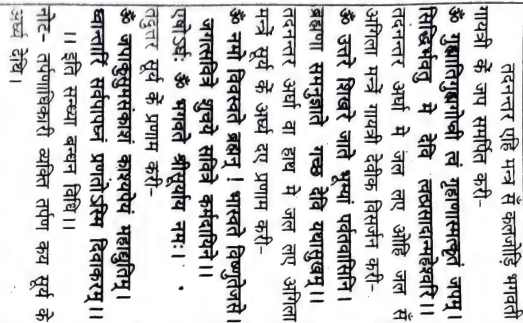 तदनन्तर एहि मन्त्र सँ कलजोड़ि भगवती
गायत्री कें जप समर्पित करी-
ॐ गुह्यातिगुह्यगोप्त्री त्वं गृहाणास्मत्कृतं जपम्।
सिद्धिर्भवतु मे देवि त्वत्प्रसादान्महेश्वरि।।
तदनन्तर अर्घा मे जल लए ओहि जल सँ
अग्रिला मन्त्रें गायत्री देवीक विसर्जन करी-
ॐ उत्तरे शिखरे जाते भूम्यां पर्वतवासिनि।
ब्रह्मणा समनुज्ञाते गच्छ देवि यथासुखम्।।
तदनन्तर अर्घा वा हाथ मे जल लए अग्रिला
मन्त्रें सूर्य कें अर्घ्य दए प्रणाम करी-
ॐ नमो विवस्वते ब्रह्मन् ! भास्वते विष्णुतेजसे।
जगत्सवित्रे शुचये सवित्रे कर्मदायिने।।
एषोऽर्घः ॐ भगवते श्रीसूर्याय नमः।
तदुत्तर सूर्य कें प्रणाम करी-
ॐ जपाकुसुमसंकाशं काश्यपेयं महाद्युतिम्।
ध्वान्तारिं सर्वपापघ्नं प्रणतोऽस्मि दिवाकरम्।।
।। इति सन्ध्या वन्दन विधि।।
नोट- तर्पणाधिकारी व्यक्ति तर्पण कय सूर्य कें
अर्घ्य देथि।